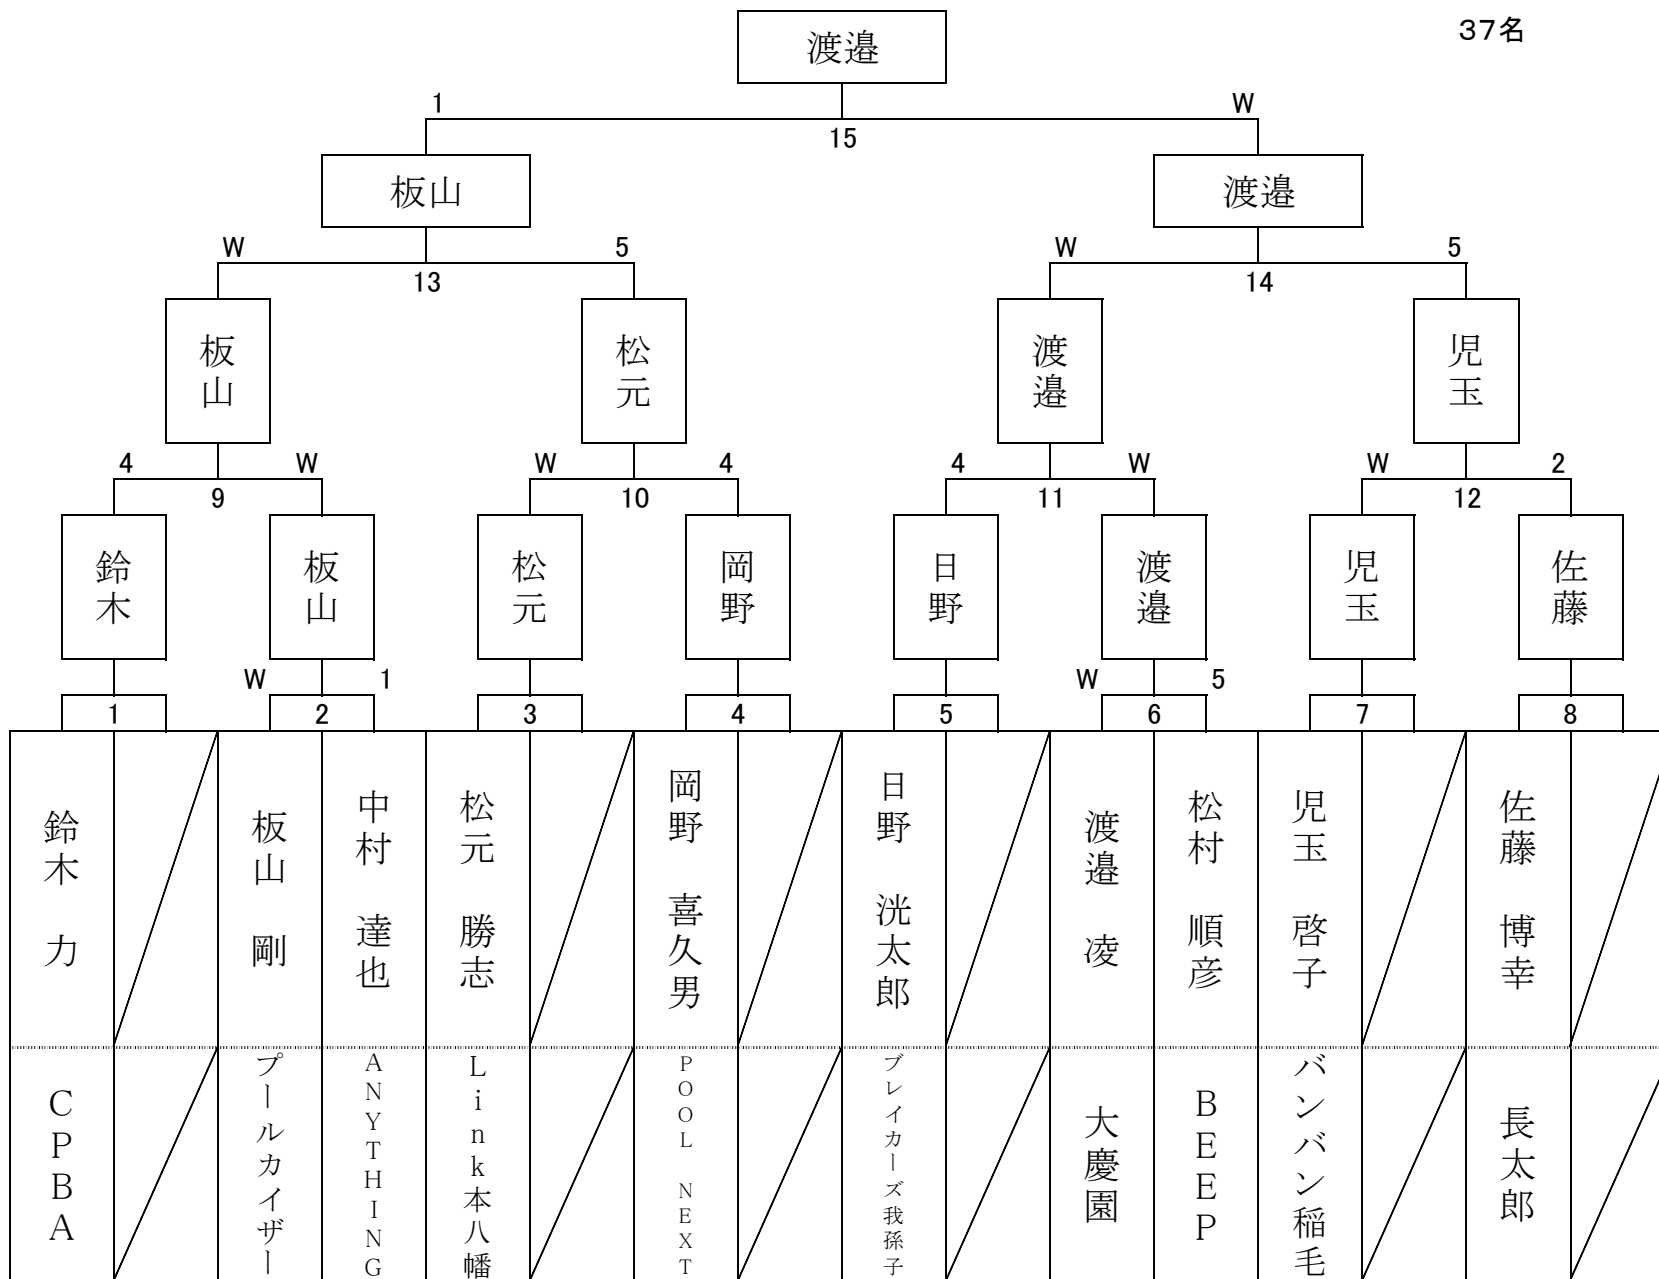 37名
渡邉
1
W
15
板山
渡邉
W
5
W
5
13
14
板山
松元
渡邉
児玉
4
W
W
4
4
W
W
2
9
10
11
12
鈴木
板山
松元
岡野
日野
渡邉
児玉
佐藤
W
1
W
5
1
2
3
4
5
6
7
8
鈴木 力
板山 剛
中村 達也
松元 勝志
岡野 喜久男
日野 洸太郎
渡邉 凌
松村 順彦
児玉 啓子
佐藤 博幸
CPBA
プールカイザー
ANYTHING
Link本八幡
POOL NEXT
ブレイカーズ我孫子
大慶園
BEEP
バンバン稲毛
長太郎